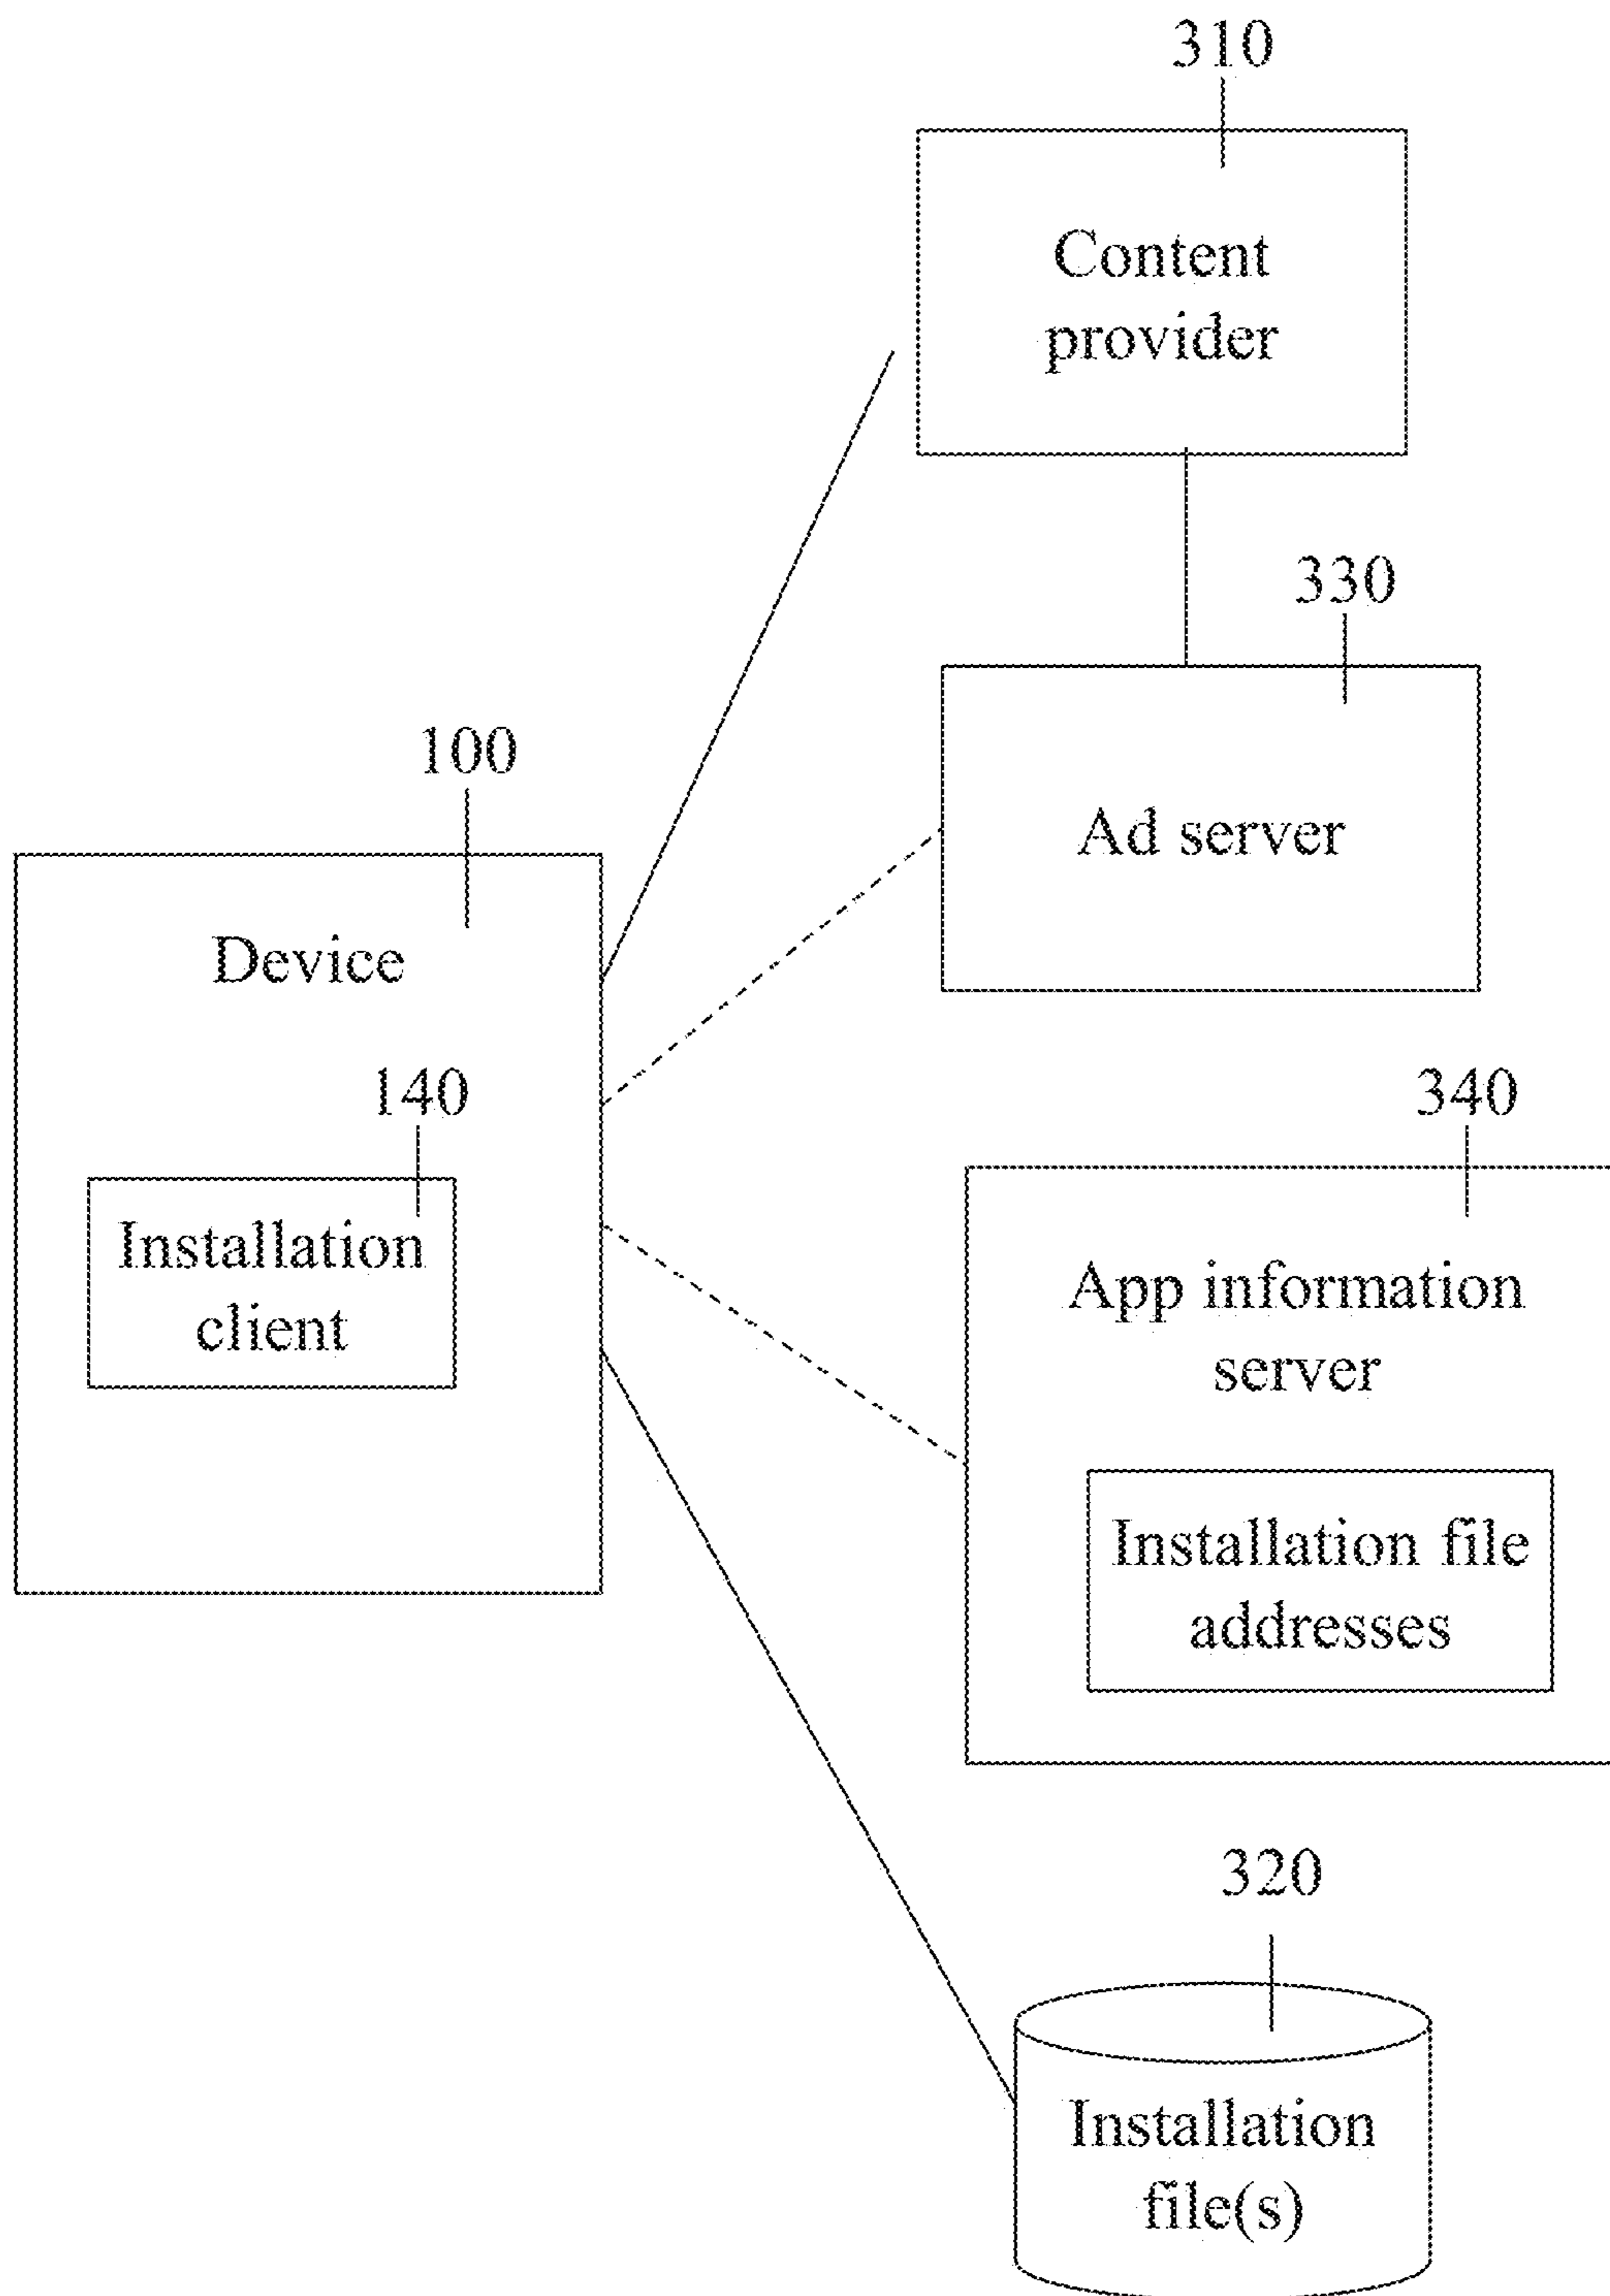 310
Content
provider
330
Ad server
100
Device
140
Installation
client
340
App information
server
Installation file
addresses
320
Installation
file(s)